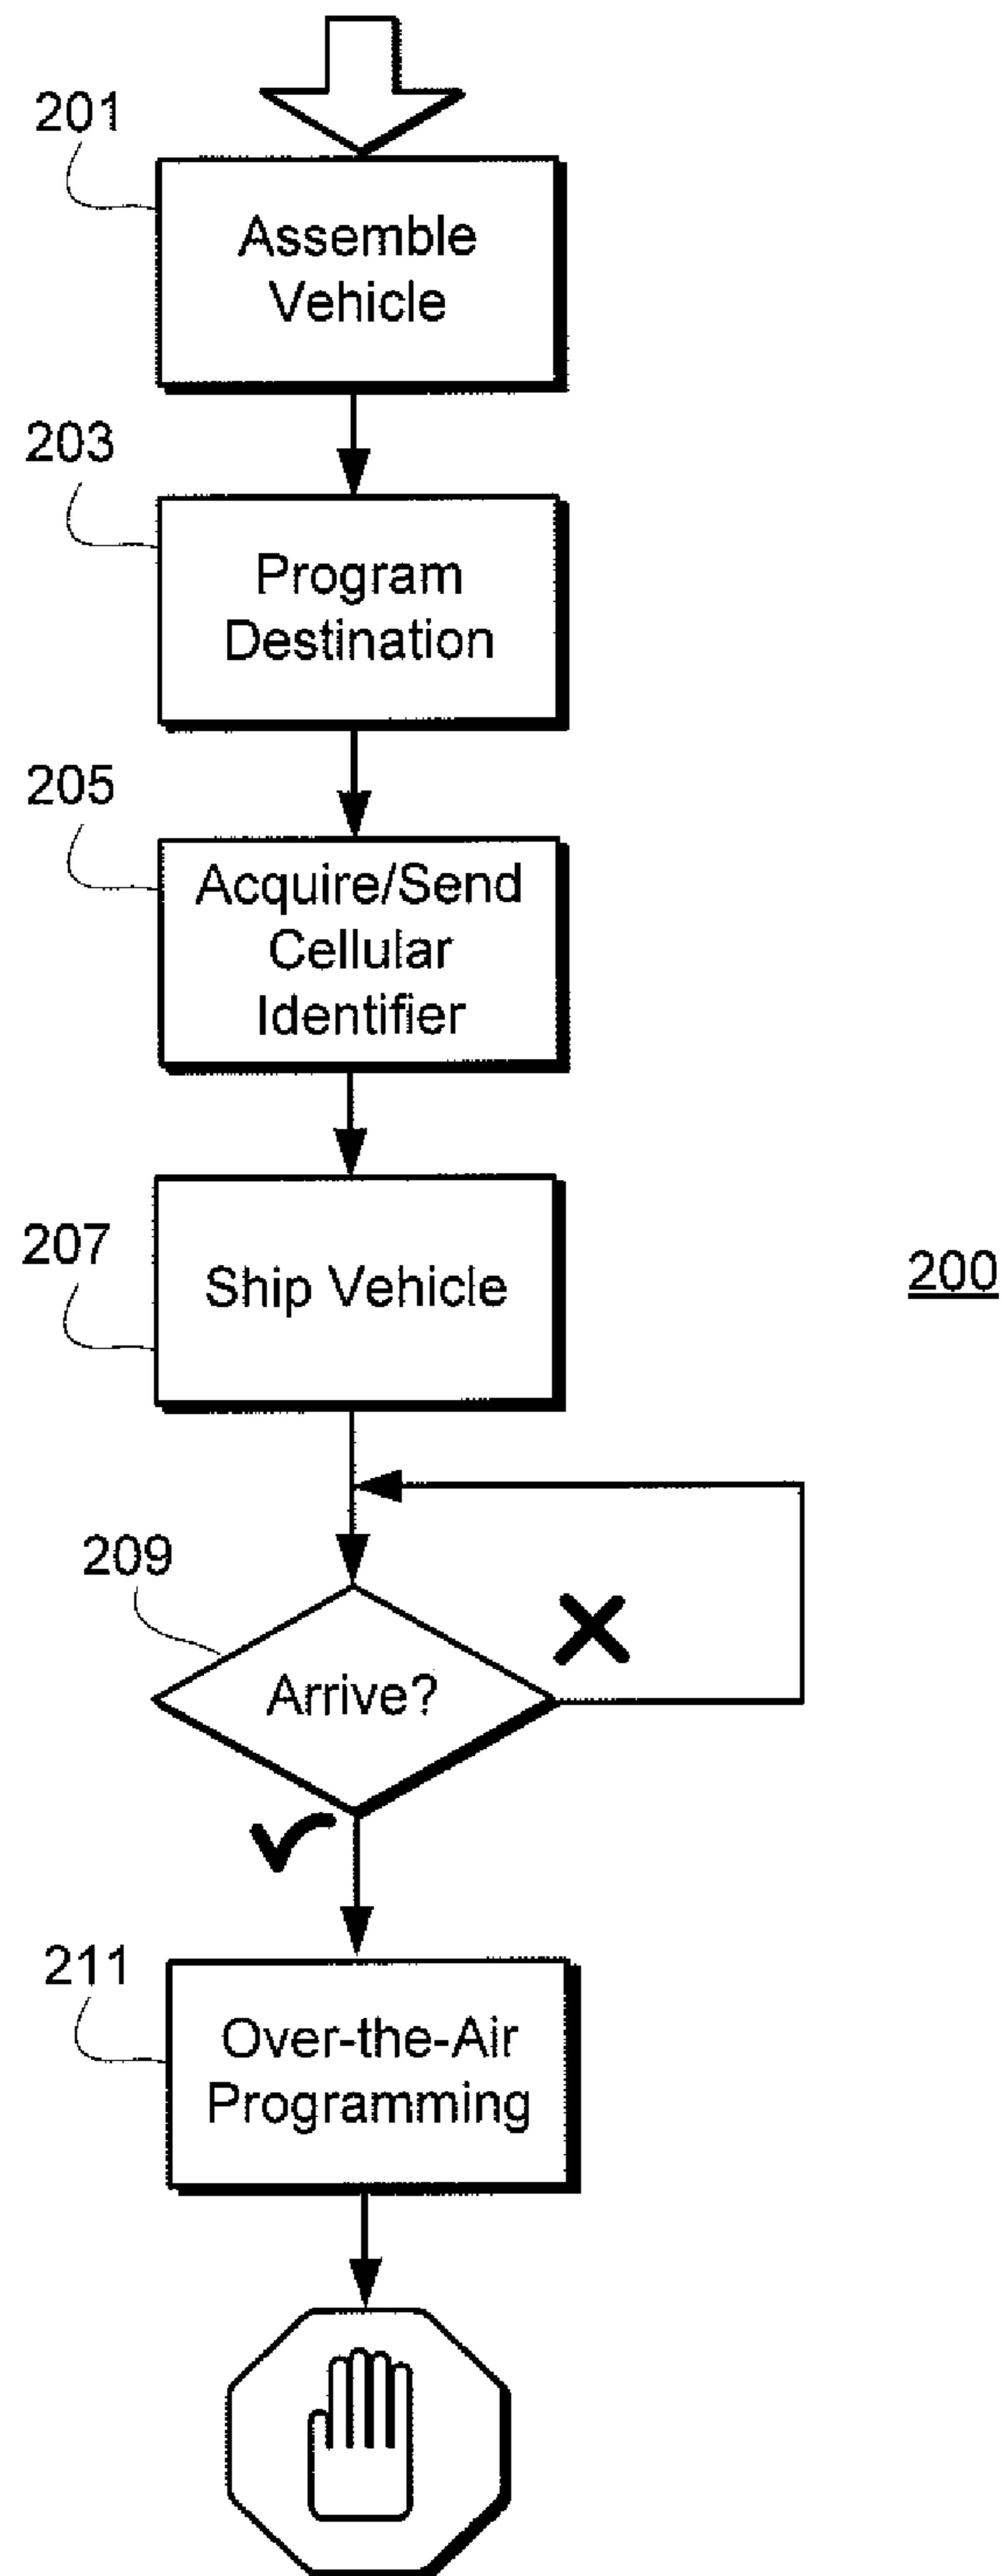 201
Assemble
Vehicle
203
Program
Destination
205
Acquire/Send
Cellular
Identifier
207
Ship Vehicle
200
209
Arrive?
211
Over-the-Air
Programming